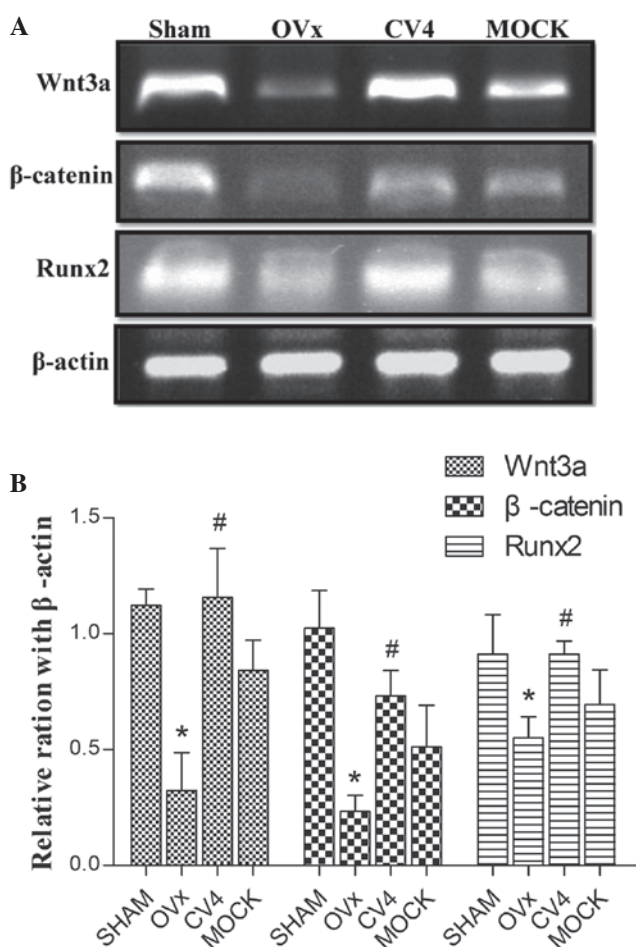 A
Sham OVx CV4 MOCK
Wnt3a
β-catenin
Runx2
β-actin
B
Wnt3a
β -catenin
Runx2
Relative ration with β -actin
1.5
1.0
0.5
0.0
* # * # * #
SHAM OVx CV4 MOCK SHAM OVx CV4 MOCK SHAM OVx CV4 MOCK